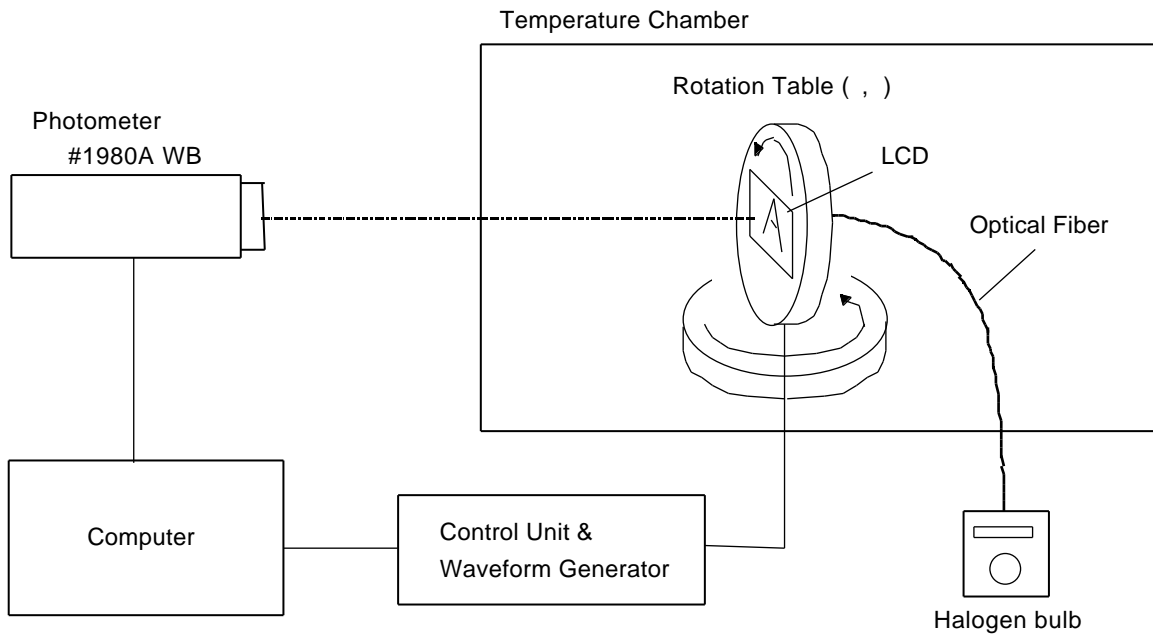 Temperature Chamber
Rotation Table ( , )
Photometer
#1980A WB
LCD
A
Optical Fiber
Computer
Control Unit &
Waveform Generator
Halogen bulb